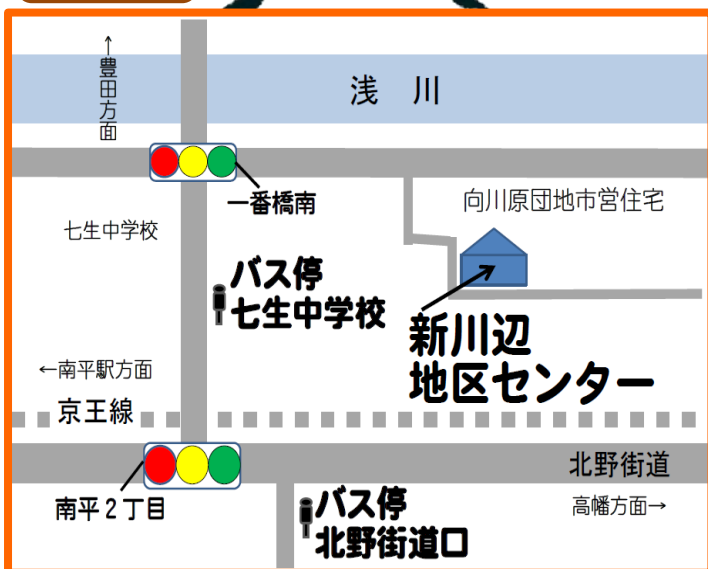 ↑豊田方面
浅　川
一番橋南
七生中学校
向川原団地市営住宅
バス停
七生中学校
新川辺
地区センター
←南平駅方面
京王線
北野街道
南平２丁目
高幡方面→
バス停
北野街道口